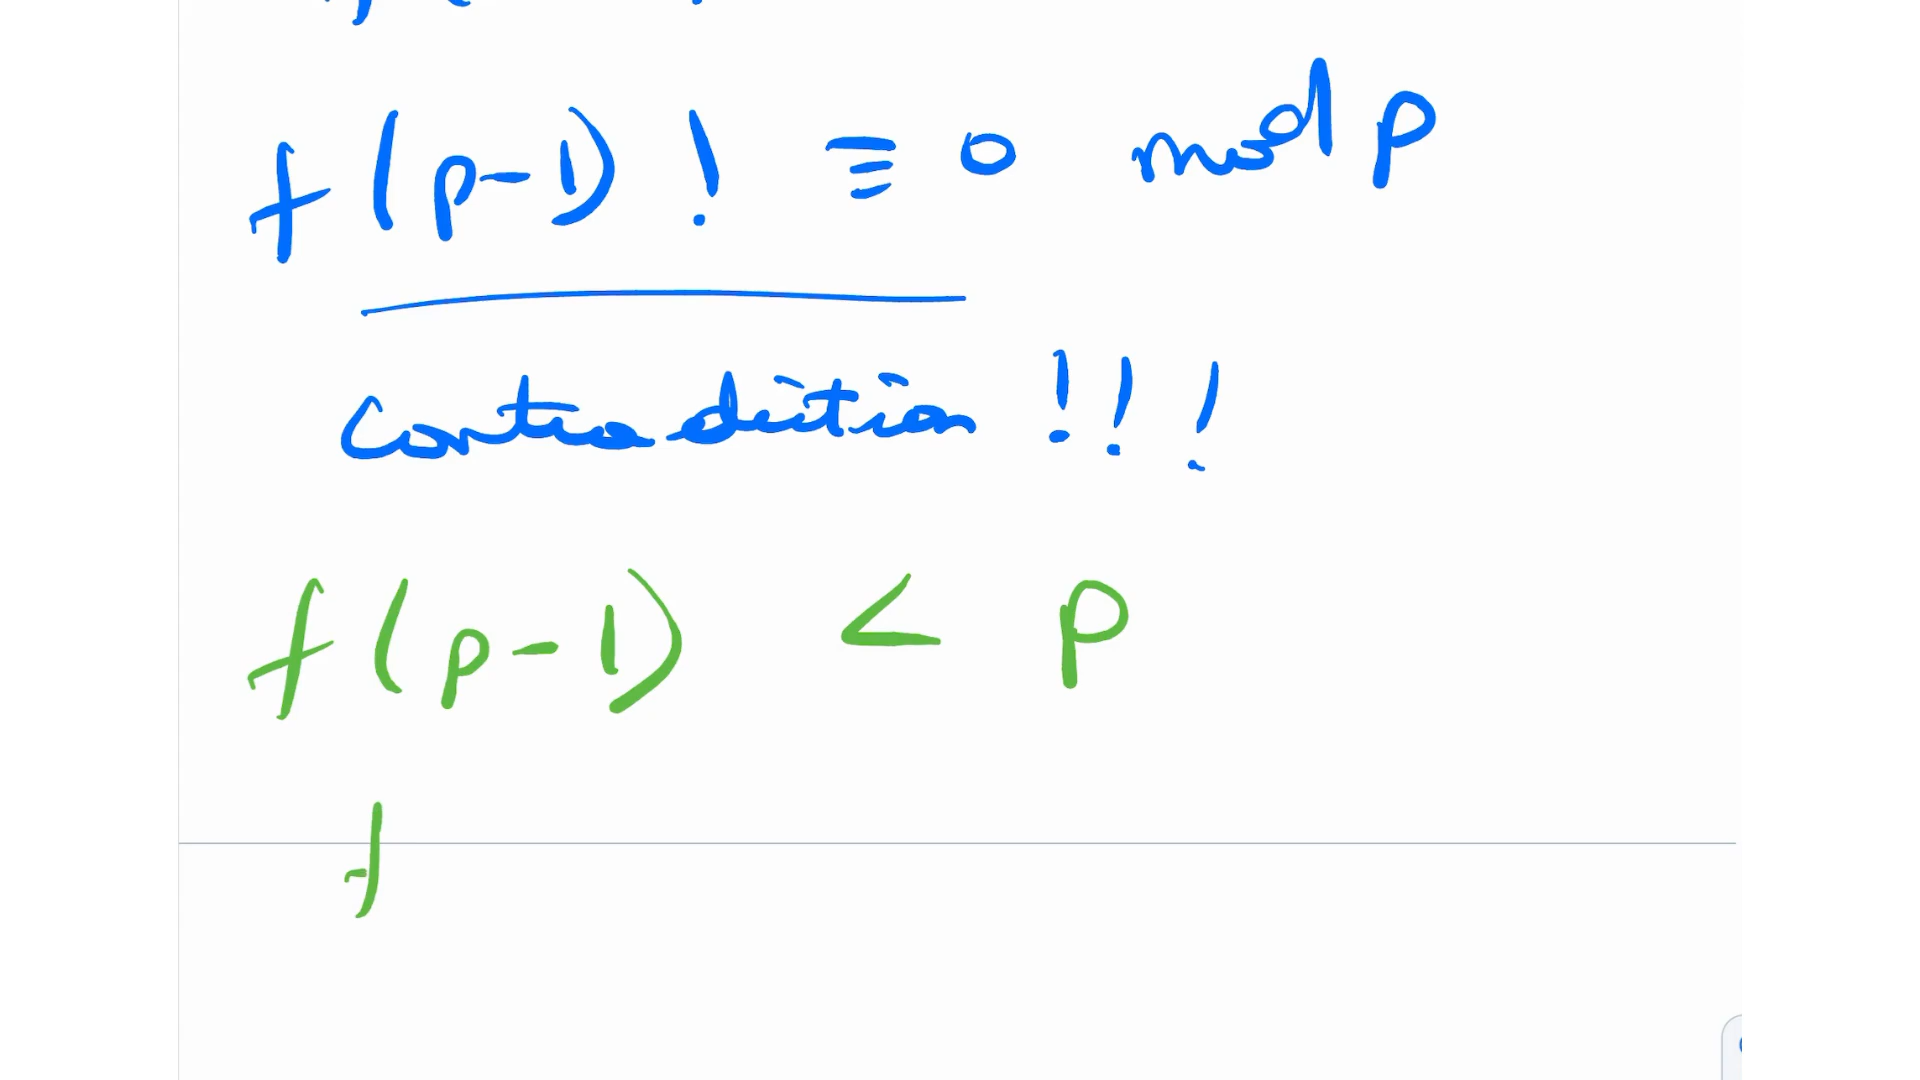 f(p-1)! ≡ 0 mod p
contradiction !!!
f(p-1) < p